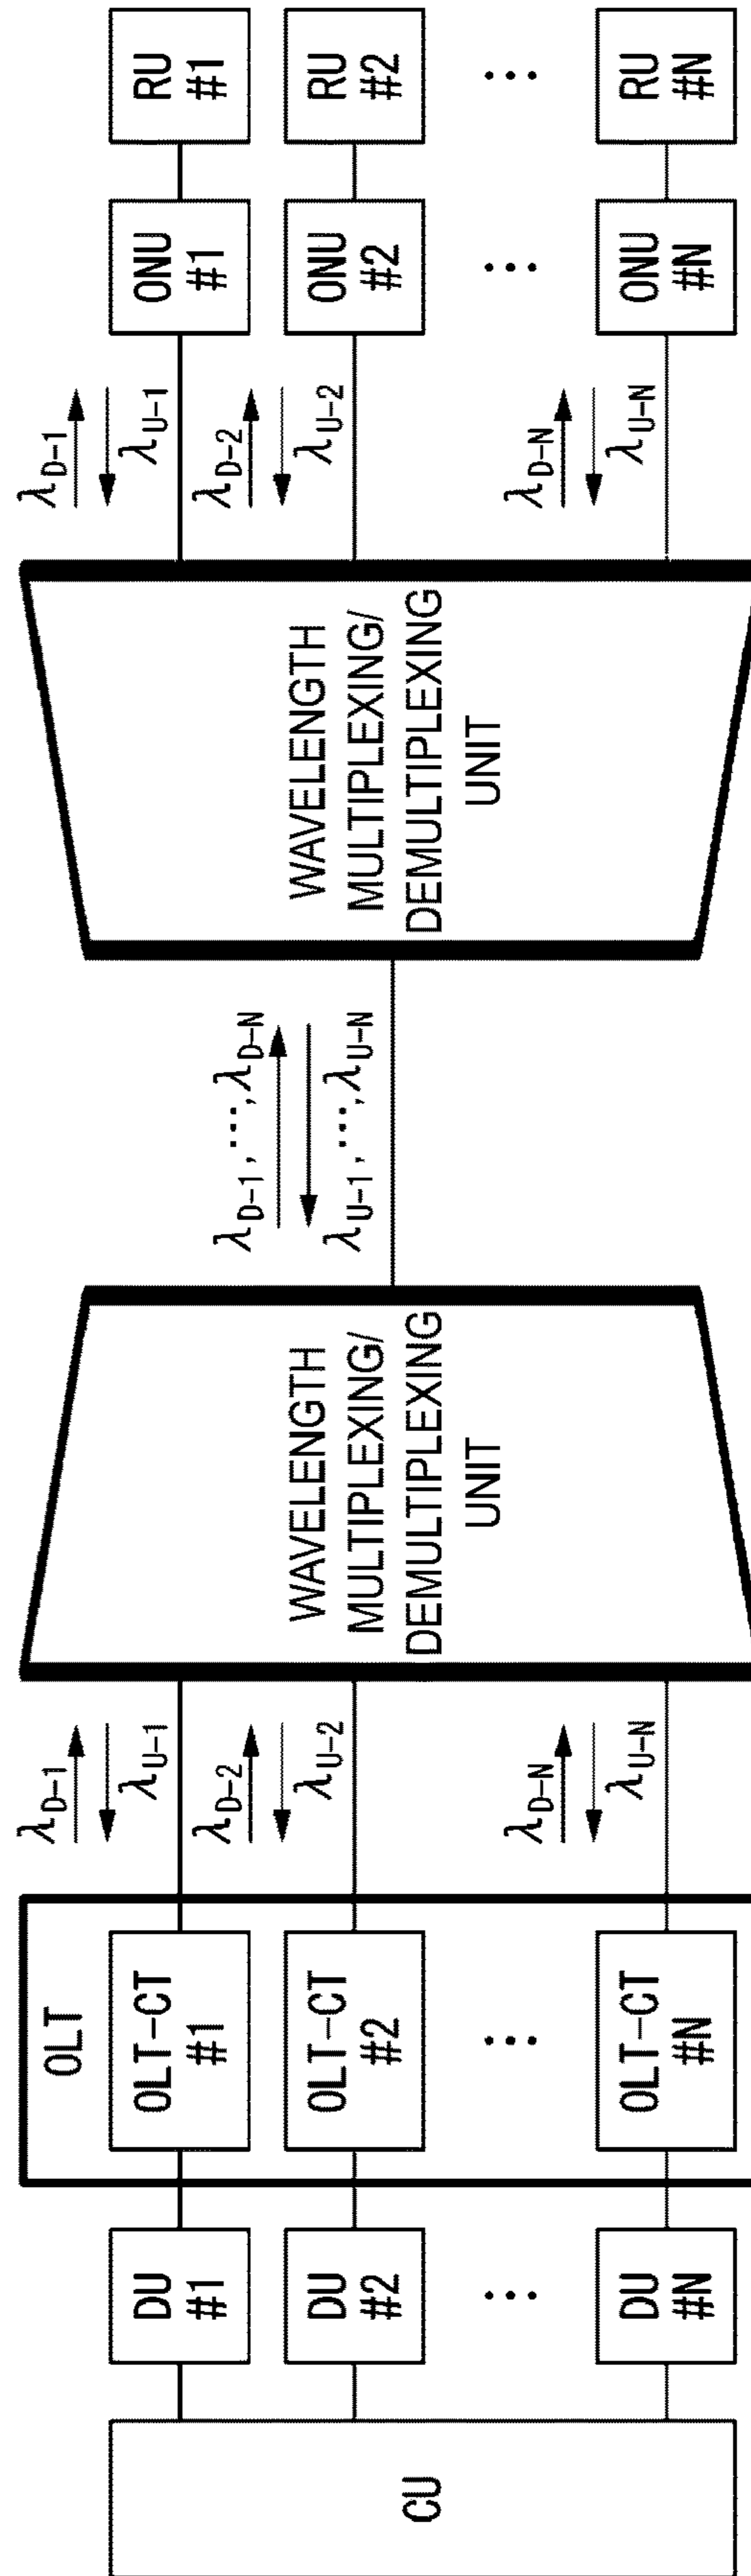 CU
DU
#1
DU
#2
...
DU
#N
OLT
OLT-CT
#1
OLT-CT
#2
...
OLT-CT
#N
λD-1
λU-1
λD-2
λU-2
λD-N
λU-N
WAVELENGTH
MULTIPLEXING/
DEMULTIPLEXING
UNIT
λD-1,...,λD-N
λU-1,...,λU-N
WAVELENGTH
MULTIPLEXING/
DEMULTIPLEXING
UNIT
λD-1
λU-1
λD-2
λU-2
λD-N
λU-N
ONU
#1
ONU
#2
...
ONU
#N
RU
#1
RU
#2
...
RU
#N